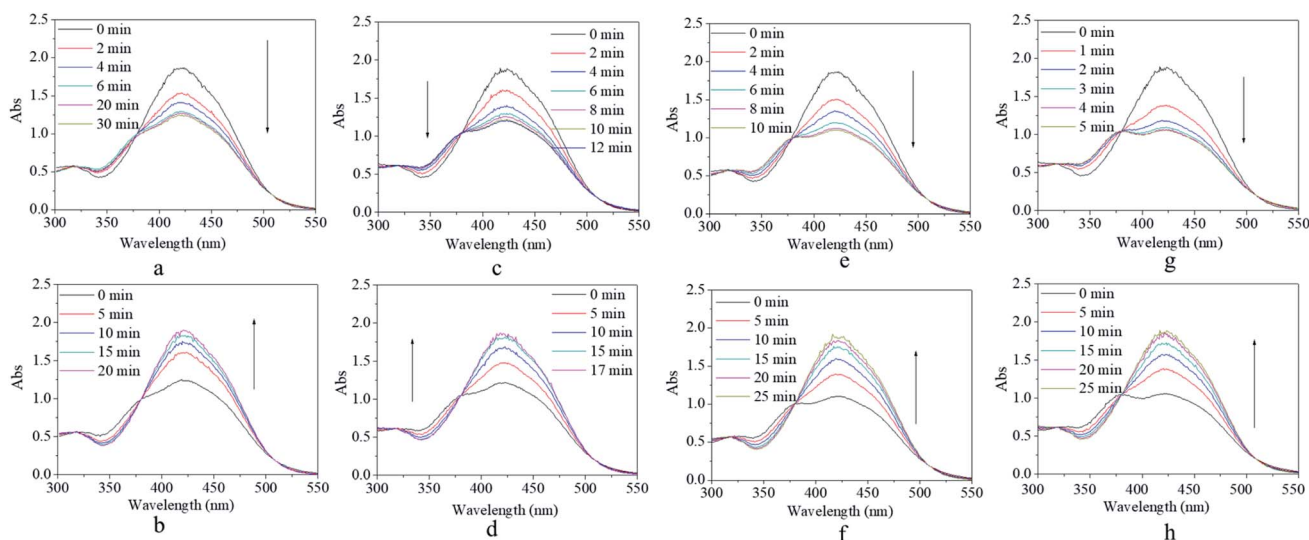 2.5
2.0
1.5
1.0
0.5
0.0
Abs
0 min
2 min
4 min
6 min
20 min
30 min
300 350 400 450 500 550
Wavelength (nm)
a
2.5
2.0
1.5
1.0
0.5
0.0
Abs
0 min
2 min
4 min
6 min
8 min
10 min
12 min
300 350 400 450 500 550
Wavelength (nm)
c
2.5
2.0
1.5
1.0
0.5
0.0
Abs
0 min
2 min
4 min
6 min
8 min
10 min
300 350 400 450 500 550
Wavelength (nm)
e
2.5
2.0
1.5
1.0
0.5
0.0
Abs
0 min
1 min
2 min
3 min
4 min
5 min
300 350 400 450 500 550
Wavelength (nm)
g
2.5
2.0
1.5
1.0
0.5
0.0
Abs
0 min
5 min
10 min
15 min
20 min
300 350 400 450 500 550
Wavelength (nm)
b
2.5
2.0
1.5
1.0
0.5
0.0
Abs
0 min
5 min
10 min
15 min
17 min
300 350 400 450 500 550
Wavelength (nm)
d
2.5
2.0
1.5
1.0
0.5
0.0
Abs
0 min
5 min
10 min
15 min
20 min
25 min
300 350 400 450 500 550
Wavelength (nm)
f
2.5
2.0
1.5
1.0
0.5
0.0
Abs
0 min
5 min
10 min
15 min
20 min
25 min
300 350 400 450 500 550
Wavelength (nm)
h